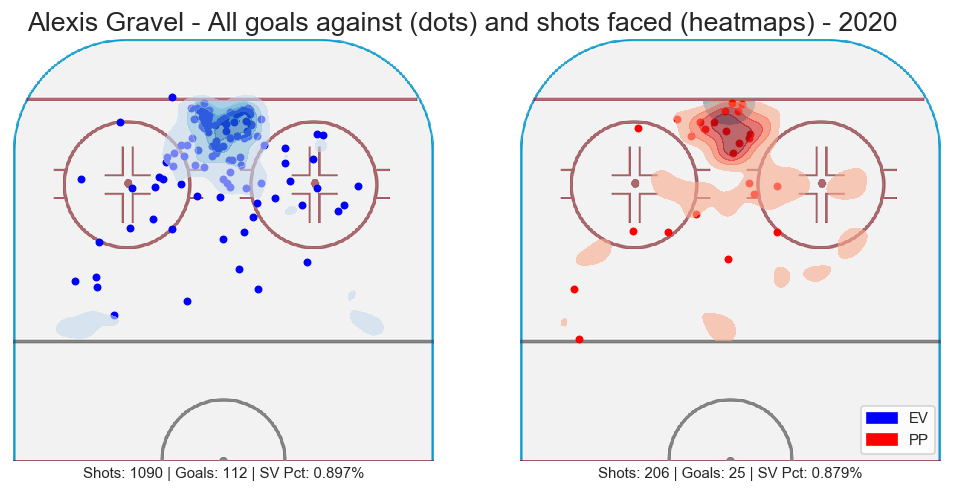 Alexis Gravel - All goals against (dots) and shots faced (heatmaps) - 2020
EV
PP
Shots: 1090 | Goals: 112 | SV Pct: 0.897%
Shots: 206 | Goals: 25 | SV Pct: 0.879%